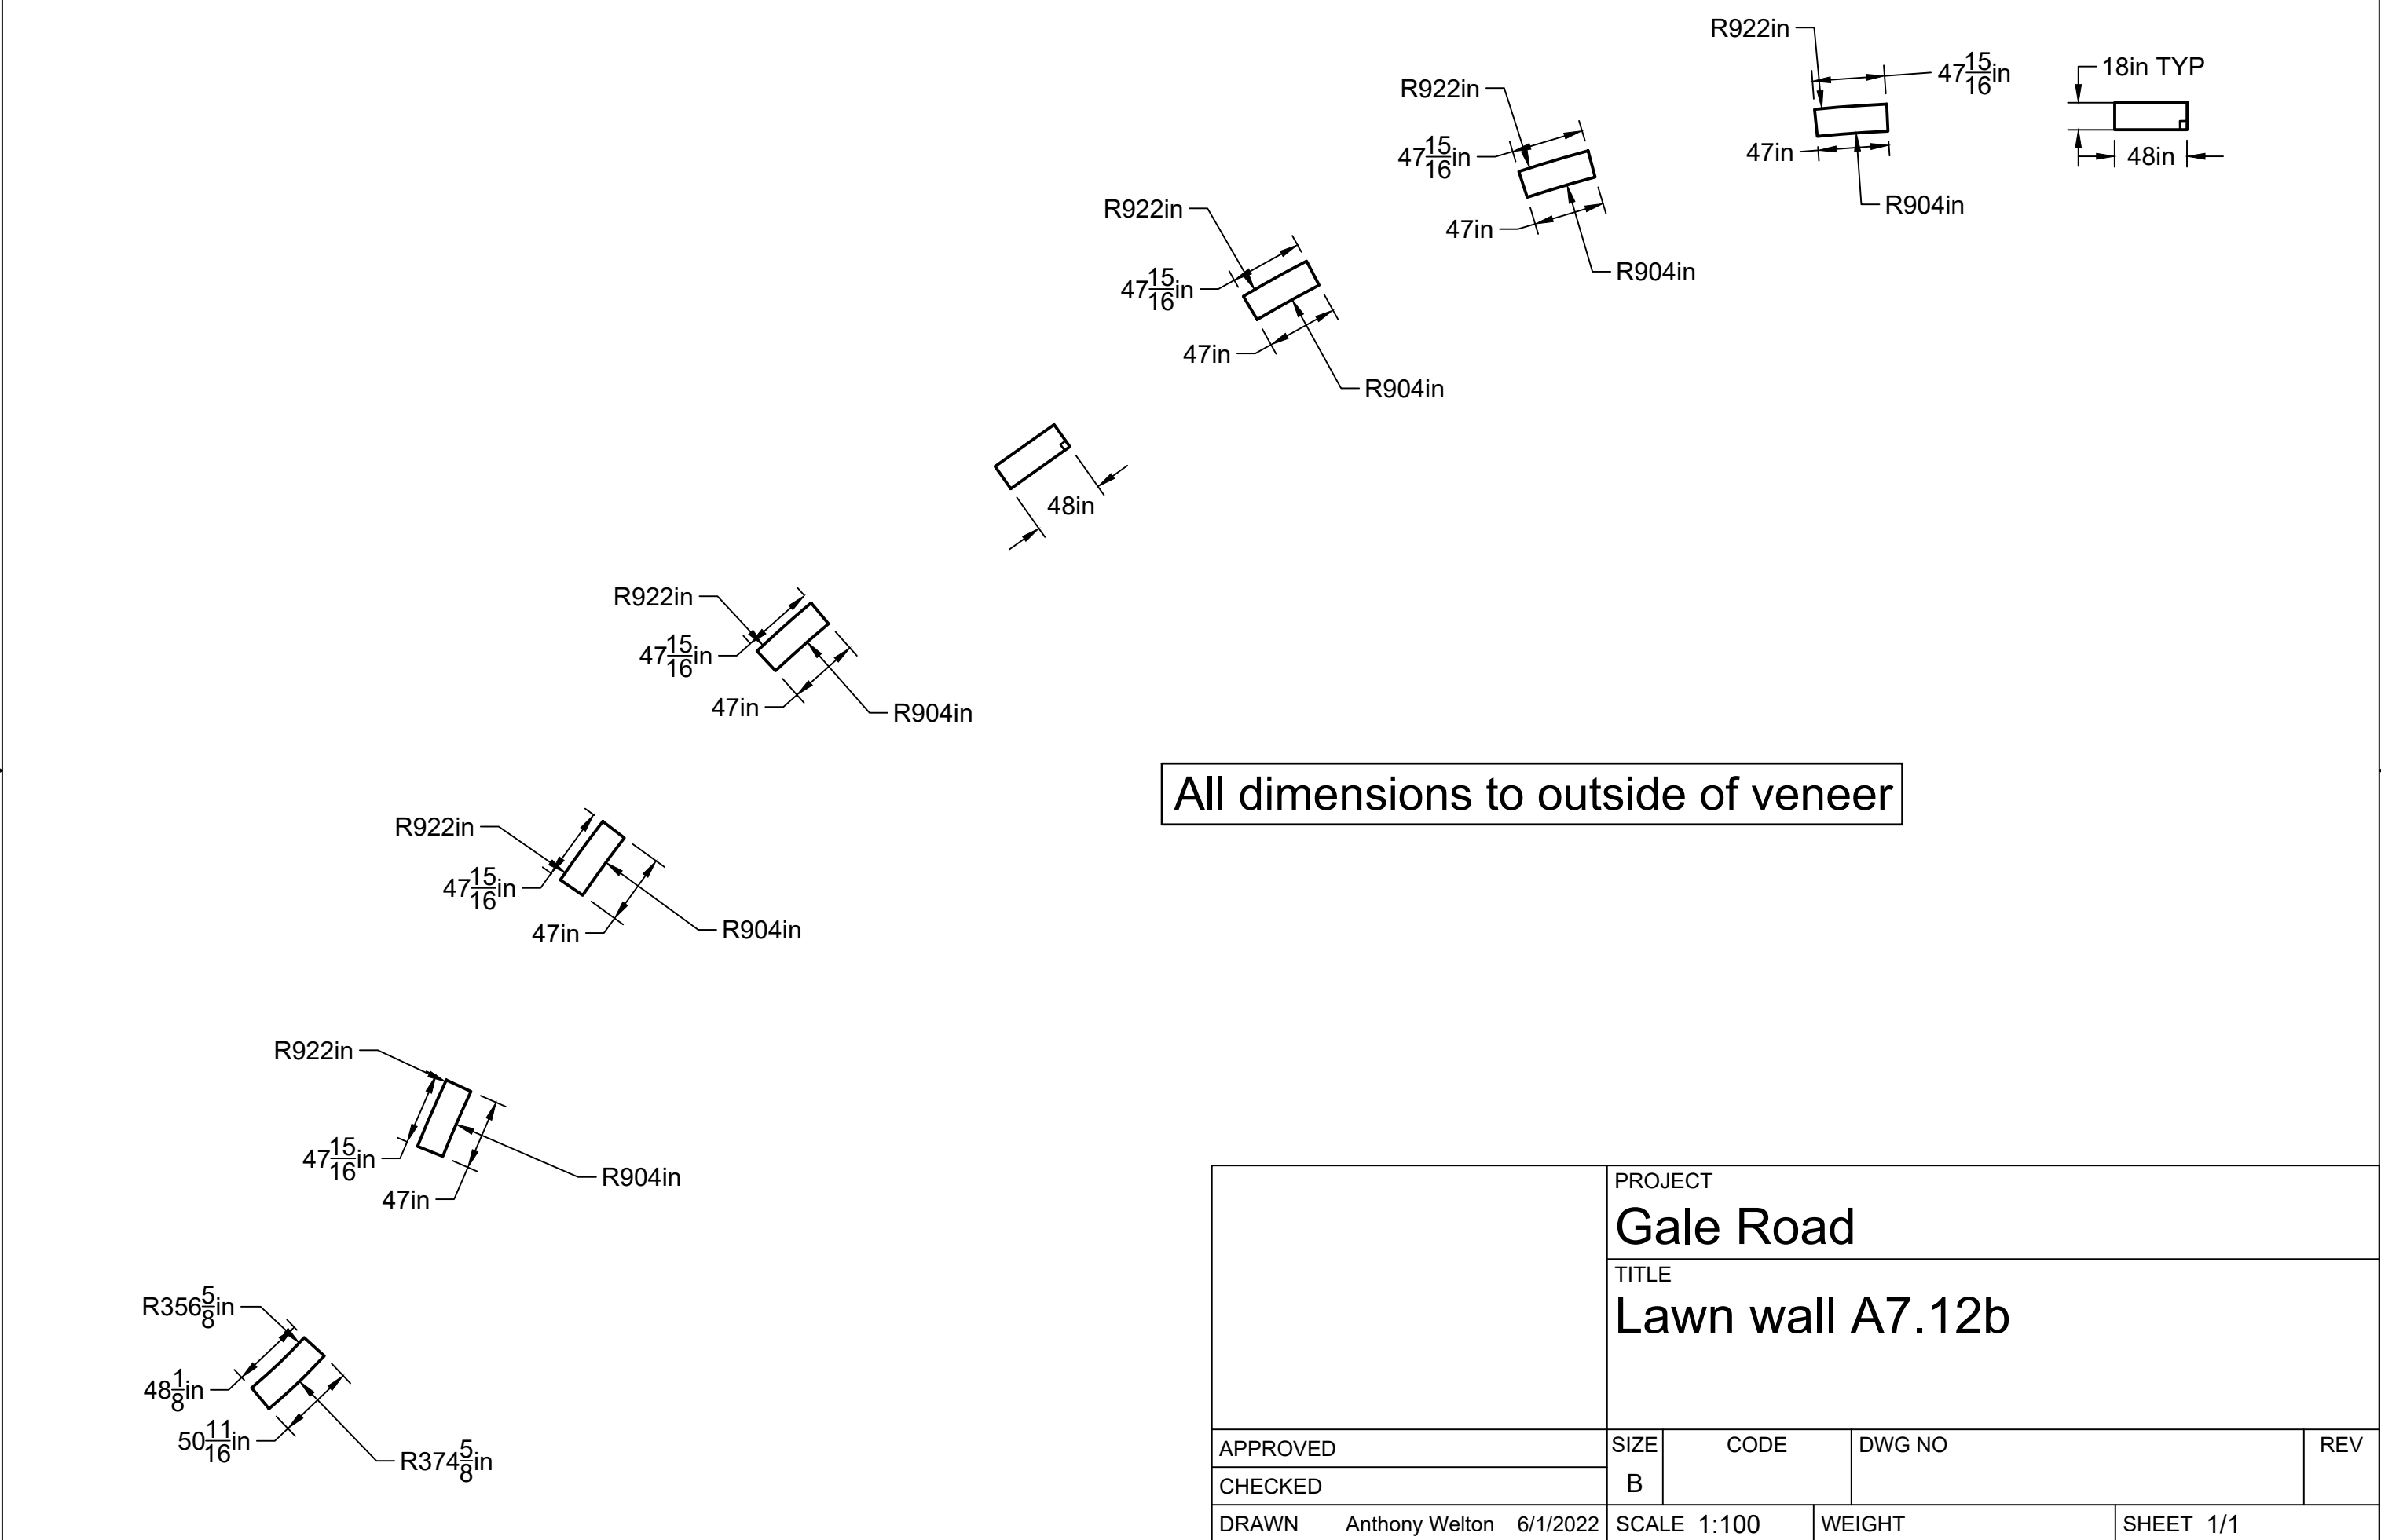 R922in
47 15/16in
47in
R904in
18in TYP
48in
R922in
47 15/16in
47in
R904in
R922in
47 15/16in
47in
R904in
48in
R922in
47 15/16in
47in
R904in
All dimensions to outside of veneer
R922in
47 15/16in
47in
R904in
R922in
47 15/16in
47in
R904in
R356 5/8in
48 1/8in
50 11/16in
R374 5/8in
PROJECT
Gale Road
TITLE
Lawn wall A7.12b
APPROVED
CHECKED
DRAWN Anthony Welton 6/1/2022
SIZE
B
CODE
DWG NO
REV
SCALE 1:100
WEIGHT
SHEET 1/1